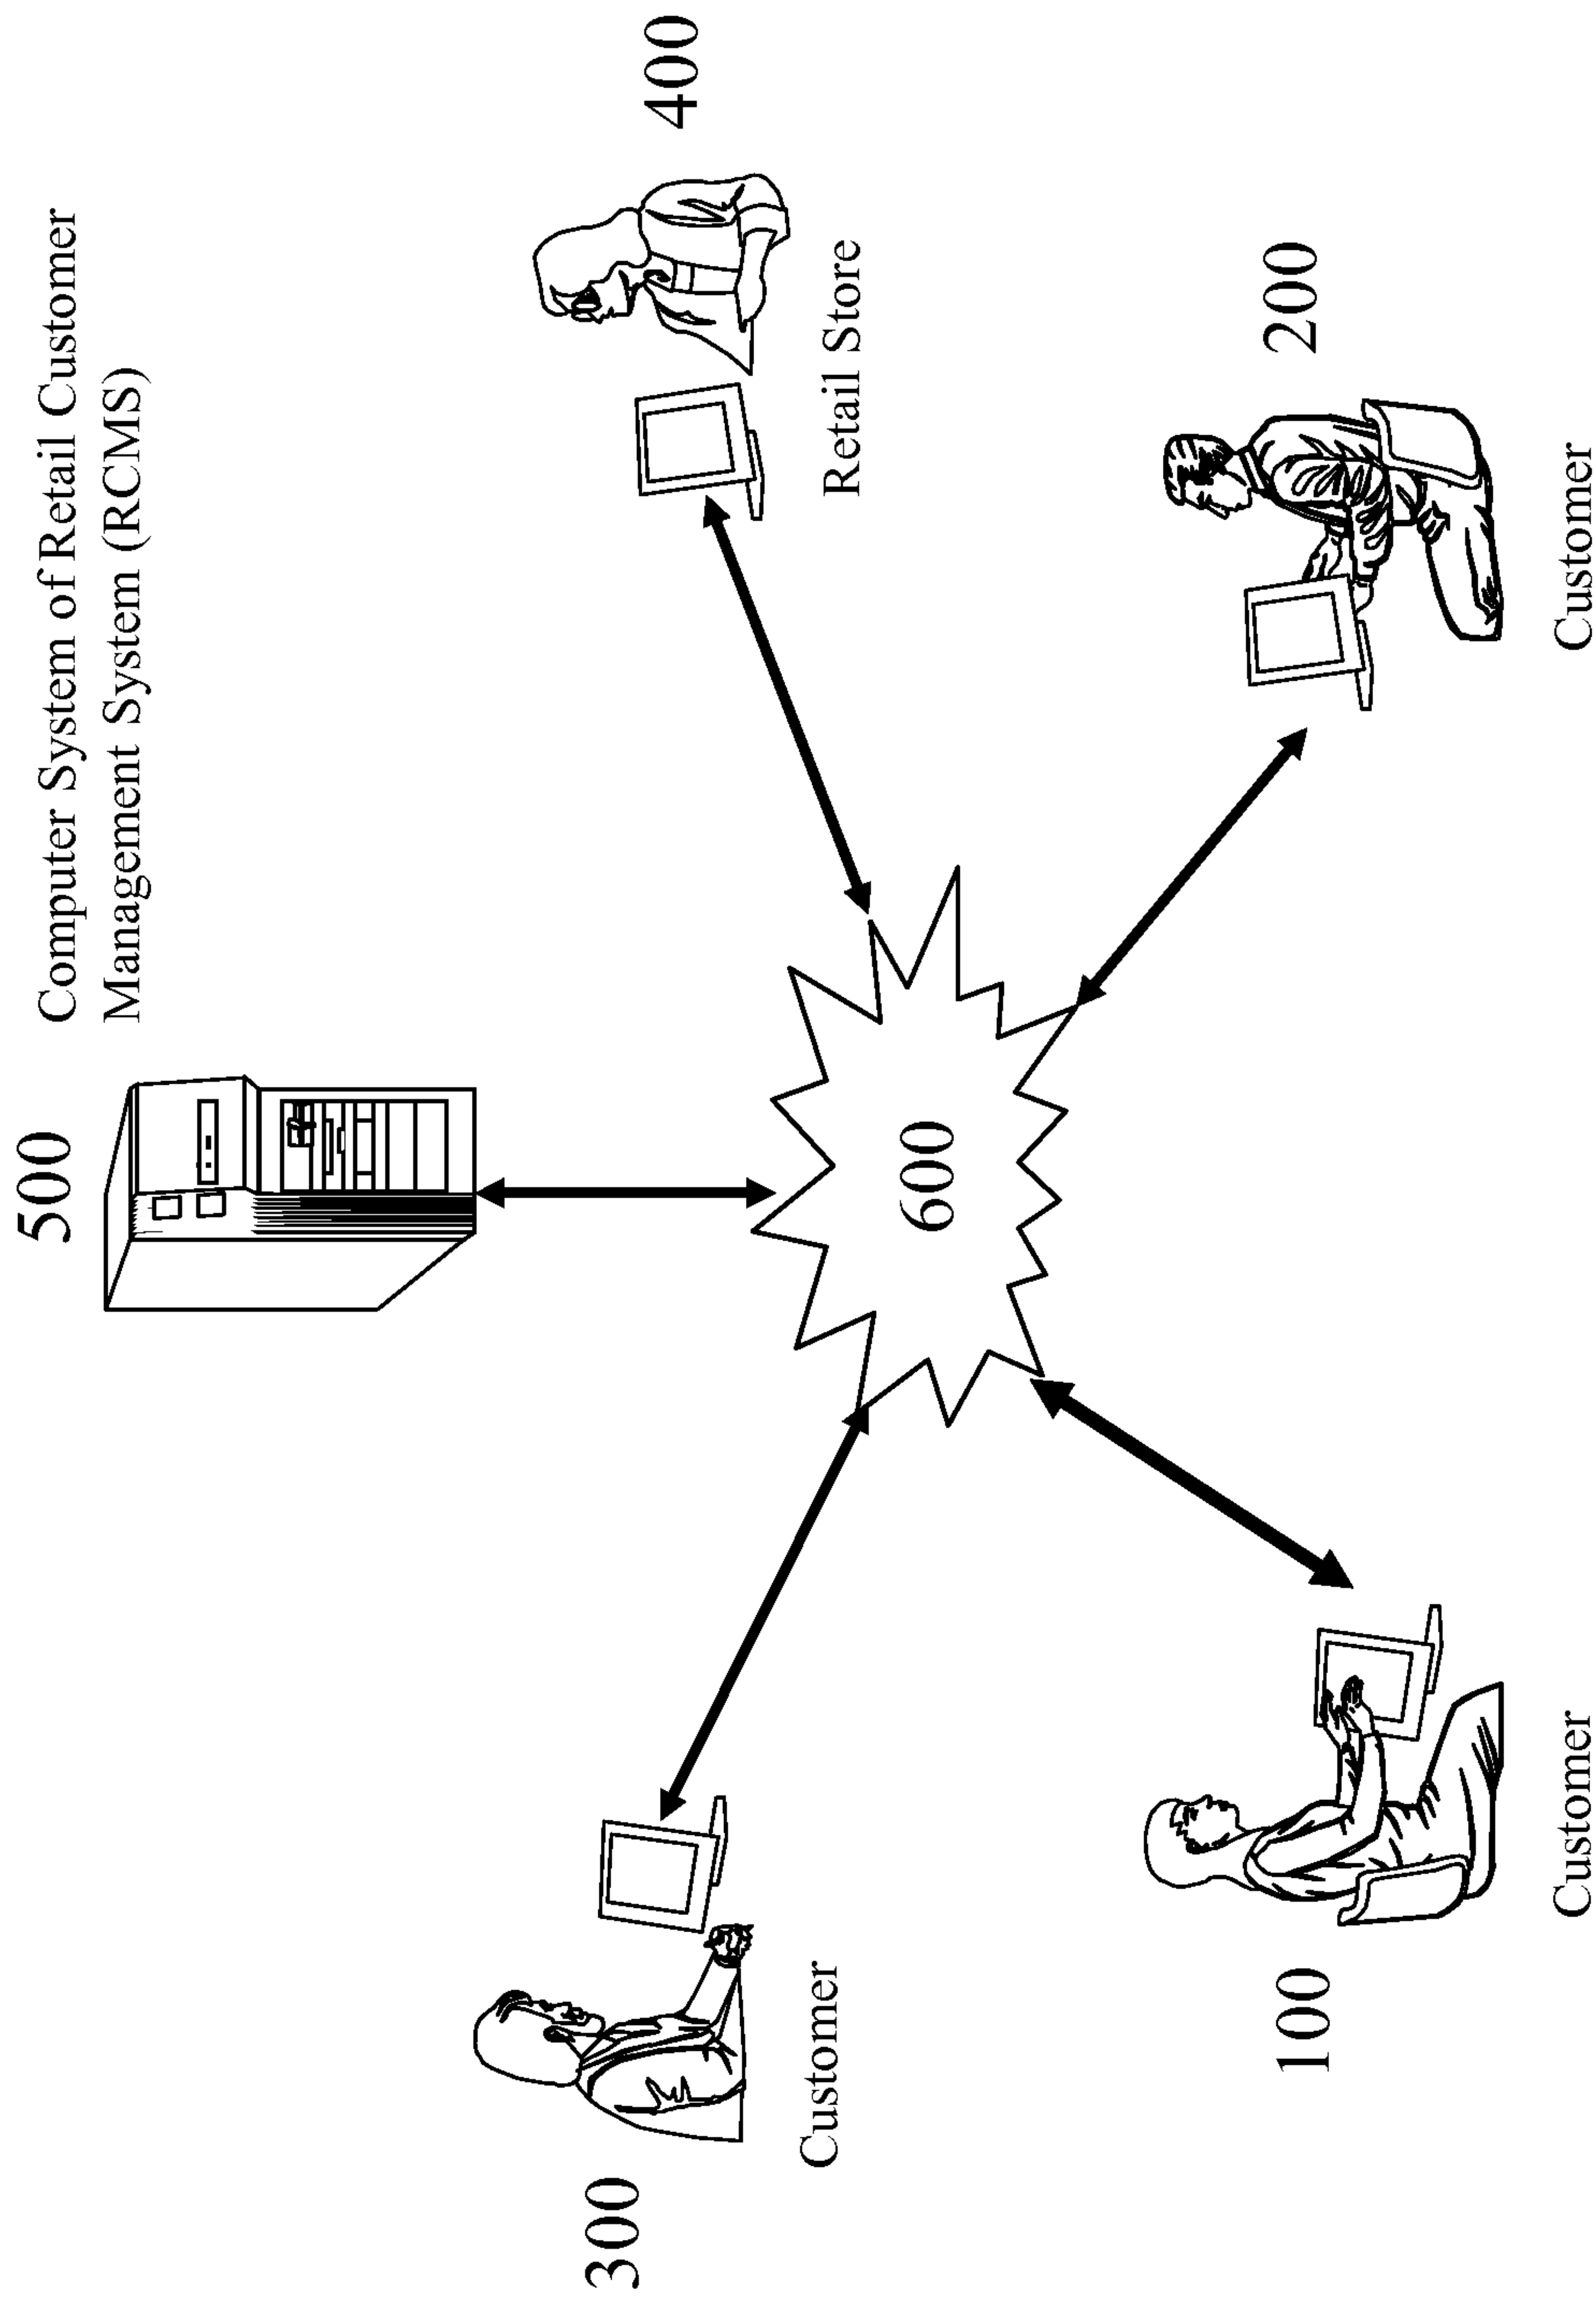 500
Computer System of Retail Customer
Management System (RCMS)
300
Customer
400
Retail Store
600
100
Customer
200
Customer